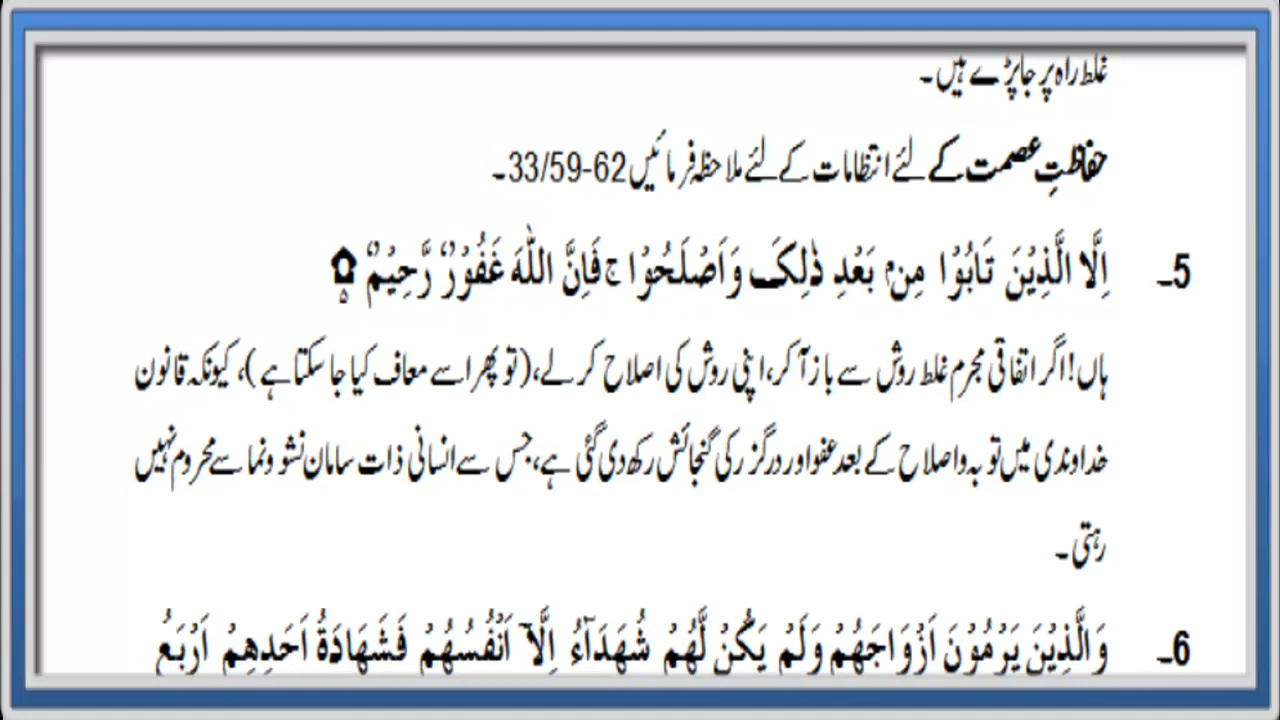 غلط راہ پر جا پڑے ہیں۔
حفاظتِ عصمت کے لئے انتظامات کے لئے ملاحظہ فرمائیں 62-33/59۔
5۔ اِلَّا الَّذِيْنَ تَابُوْا مِنْۢ بَعْدِ ذٰلِكَ وَاَصْلَحُوْا ج فَاِنَّ اللّٰهَ غَفُوْرٌ رَّحِيْمٌ ۝
ہاں! اگر اتفاقی مجرم غلط روش سے باز آ کر، اپنی روش کی اصلاح کر لے، (تو پھر اسے معاف کیا جا سکتا ہے)، کیونکہ قانون
خداوندی میں توبہ و اصلاح کے بعد عفو اور درگزر کی گنجائش رکھ دی گئی ہے، جس سے انسانی ذات سامان نشو و نما سے محروم نہیں
رہتی۔
6۔ وَالَّذِيْنَ يَرْمُوْنَ اَزْوَاجَهُمْ وَلَمْ يَكُنْ لَّهُمْ شُهَدَآءُ اِلَّآ اَنْفُسُهُمْ فَشَهَادَةُ اَحَدِهِمْ اَرْبَعُ